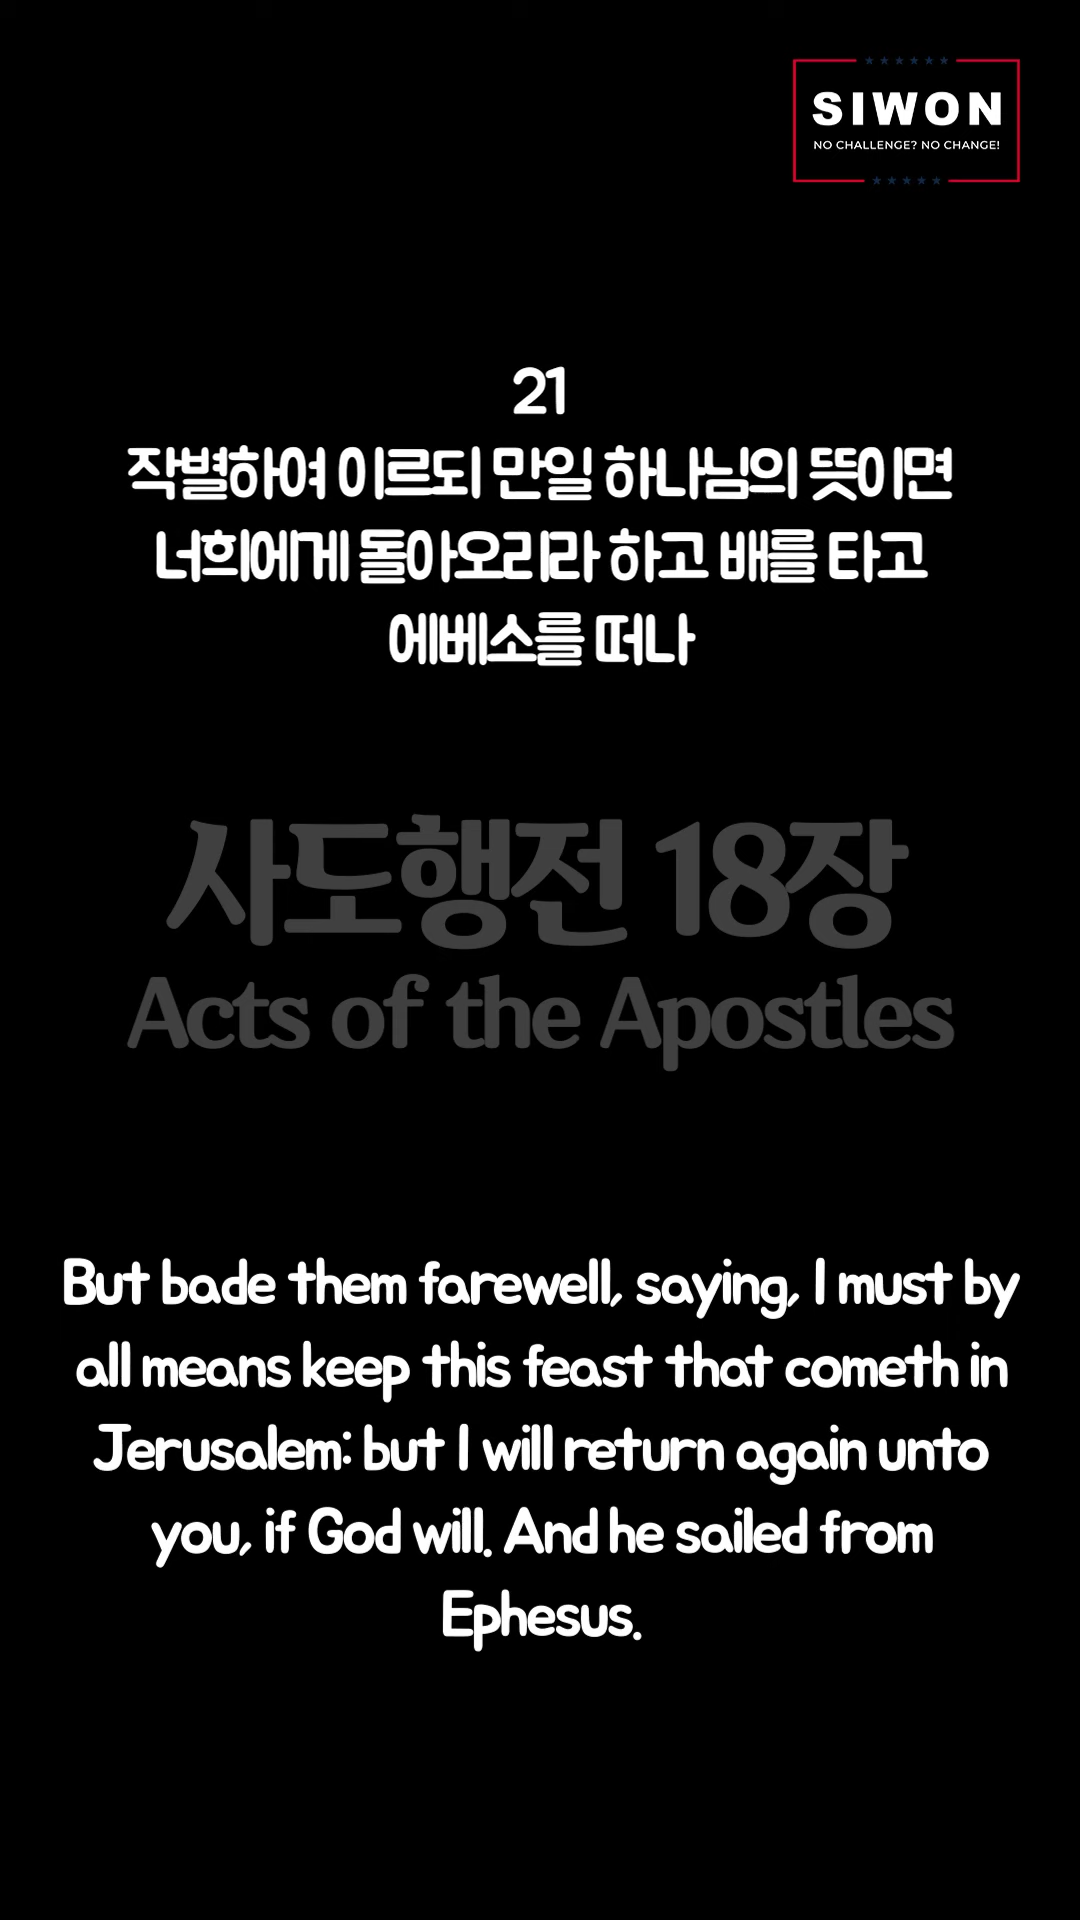 SIWON
NO CHALLENGE? NO CHANGE!
21
작별하여 이르되 만일 하나님의 뜻이면
너희에게 돌아오리라 하고 배를 타고
에베소를 떠나
사도행전 18장
Acts of the Apostles
But bade them farewell, saying, I must by
all means keep this feast that cometh in
Jerusalem: but I will return again unto
you, if God will. And he sailed from
Ephesus.